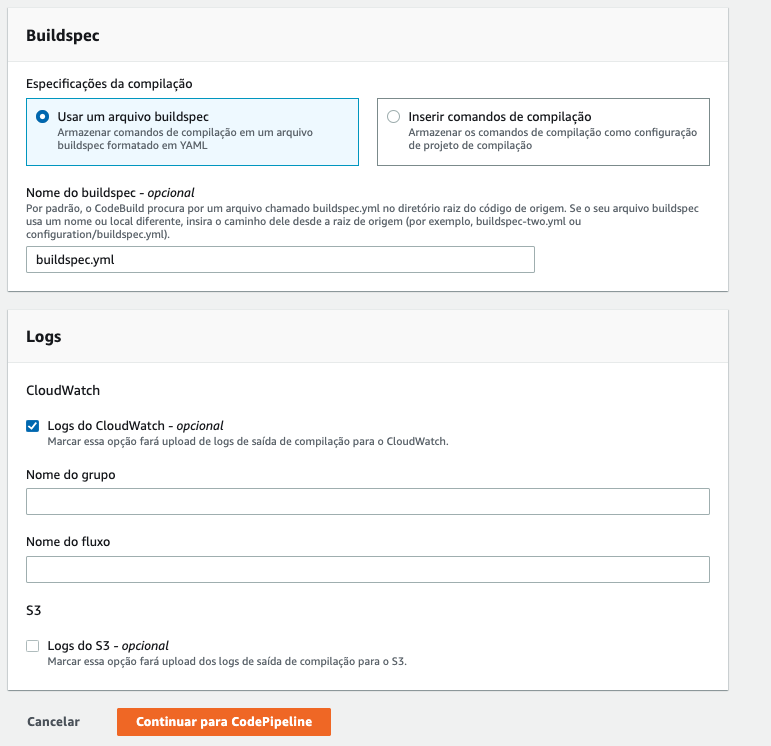 Buildspec
Especificações da compilação
Usar um arquivo buildspec
Armazenar comandos de compilação em um arquivo
buildspec formatado em YAML
Inserir comandos de compilação
Armazenar os comandos de compilação como configuração
de projeto de compilação
Nome do buildspec - opcional
Por padrão, o CodeBuild procura por um arquivo chamado buildspec.yml no diretório raiz do código de origem. Se o seu arquivo buildspec
usa um nome ou local diferente, insira o caminho dele desde a raiz de origem (por exemplo, buildspec-two.yml ou
configuration/buildspec.yml).
buildspec.yml
Logs
CloudWatch
Logs do CloudWatch - opcional
Marcar essa opção fará upload de logs de saída de compilação para o CloudWatch.
Nome do grupo
Nome do fluxo
S3
Logs do S3 - opcional
Marcar essa opção fará upload dos logs de saída de compilação para o S3.
Cancelar
Continuar para CodePipeline